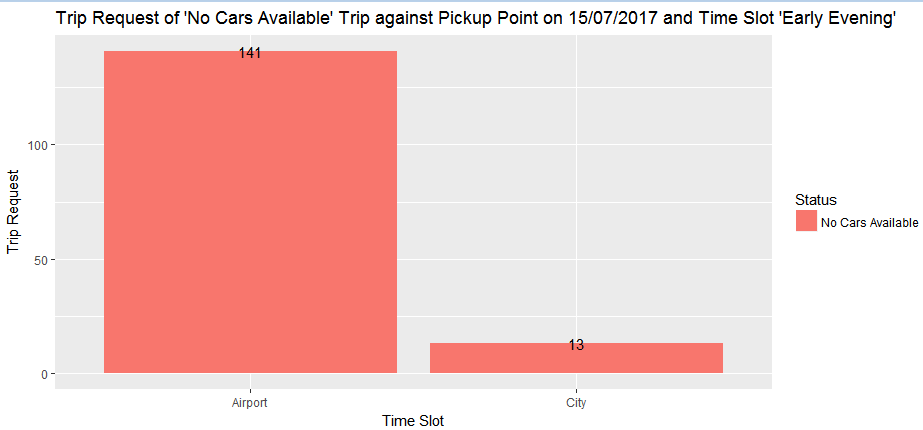 Trip Request of 'No Cars Available' Trip against Pickup Point on 15/07/2017 and Time Slot 'Early Evening'
141
100
Trip Request
Status
No Cars Available
50
13
0
Airport
City
Time Slot